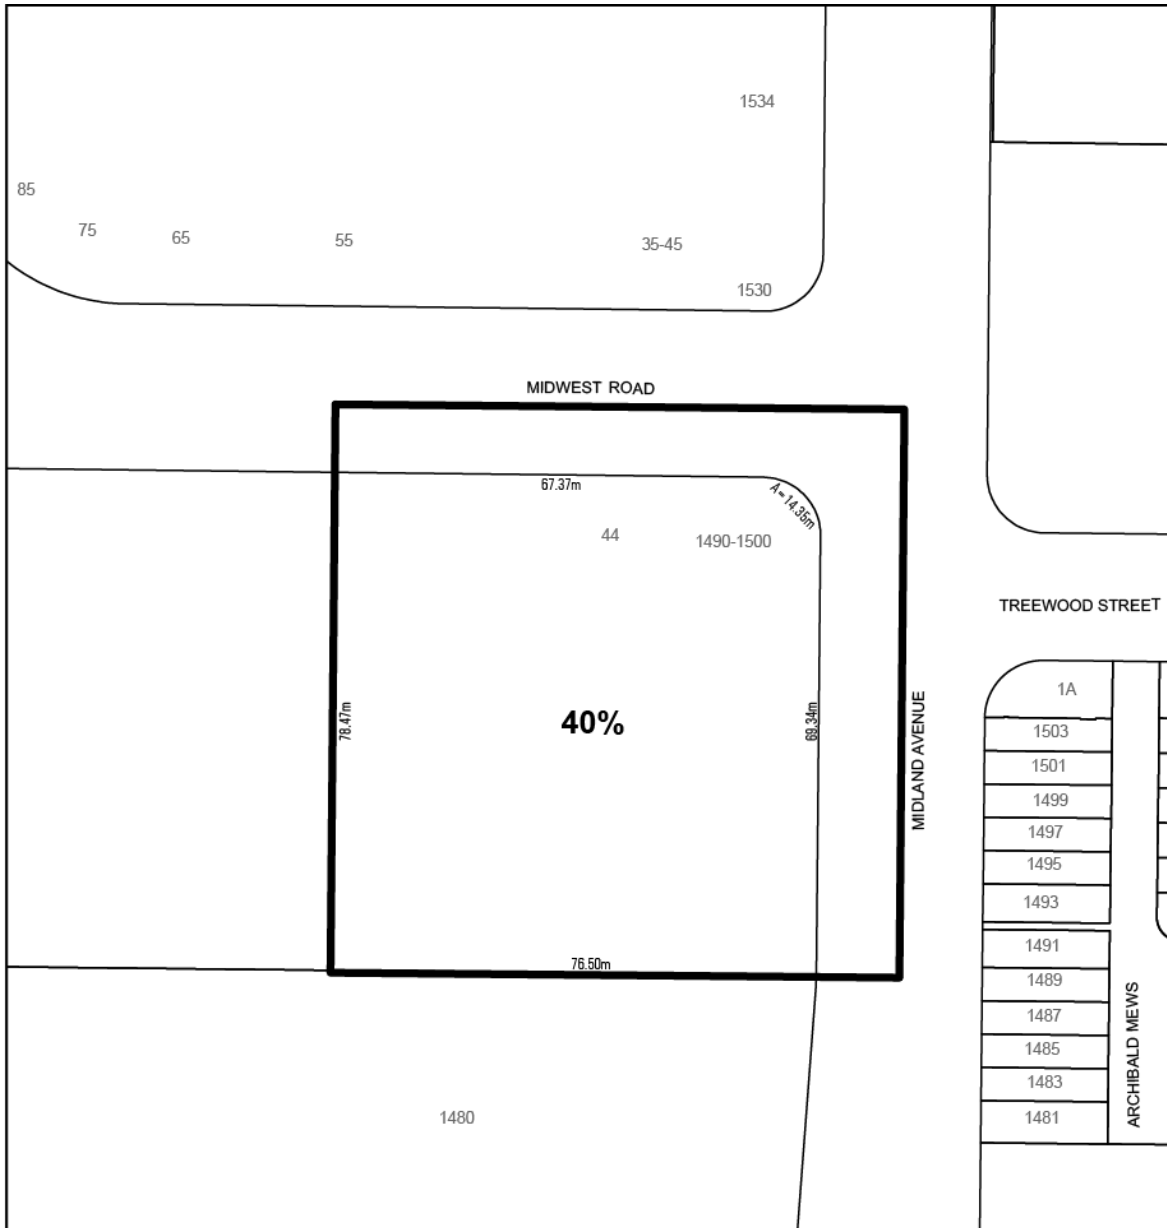 1534
85
75
65
55
35-45
1530
MIDWEST ROAD
67.37m
A = 14.35m
44
1490-1500
TREEWOOD STREET
1A
78.47m
40%
69.34m
MIDLAND AVENUE
1503
1501
1499
1497
1495
1493
1491
76.50m
1489
1487
1485
1483
1481
ARCHIBALD MEWS
1480